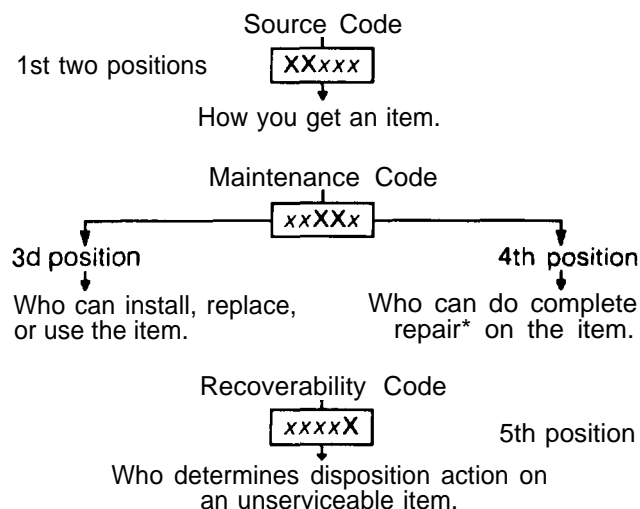 Source Code
1st two positions
XXxxx
How you get an item.
Maintenance Code
xxXXx
3d position
4th position
Who can install, replace,
or use the item.
Who can do complete
repair* on the item.
Recoverability Code
xxxxX
5th position
Who determines disposition action on
an unserviceable item.